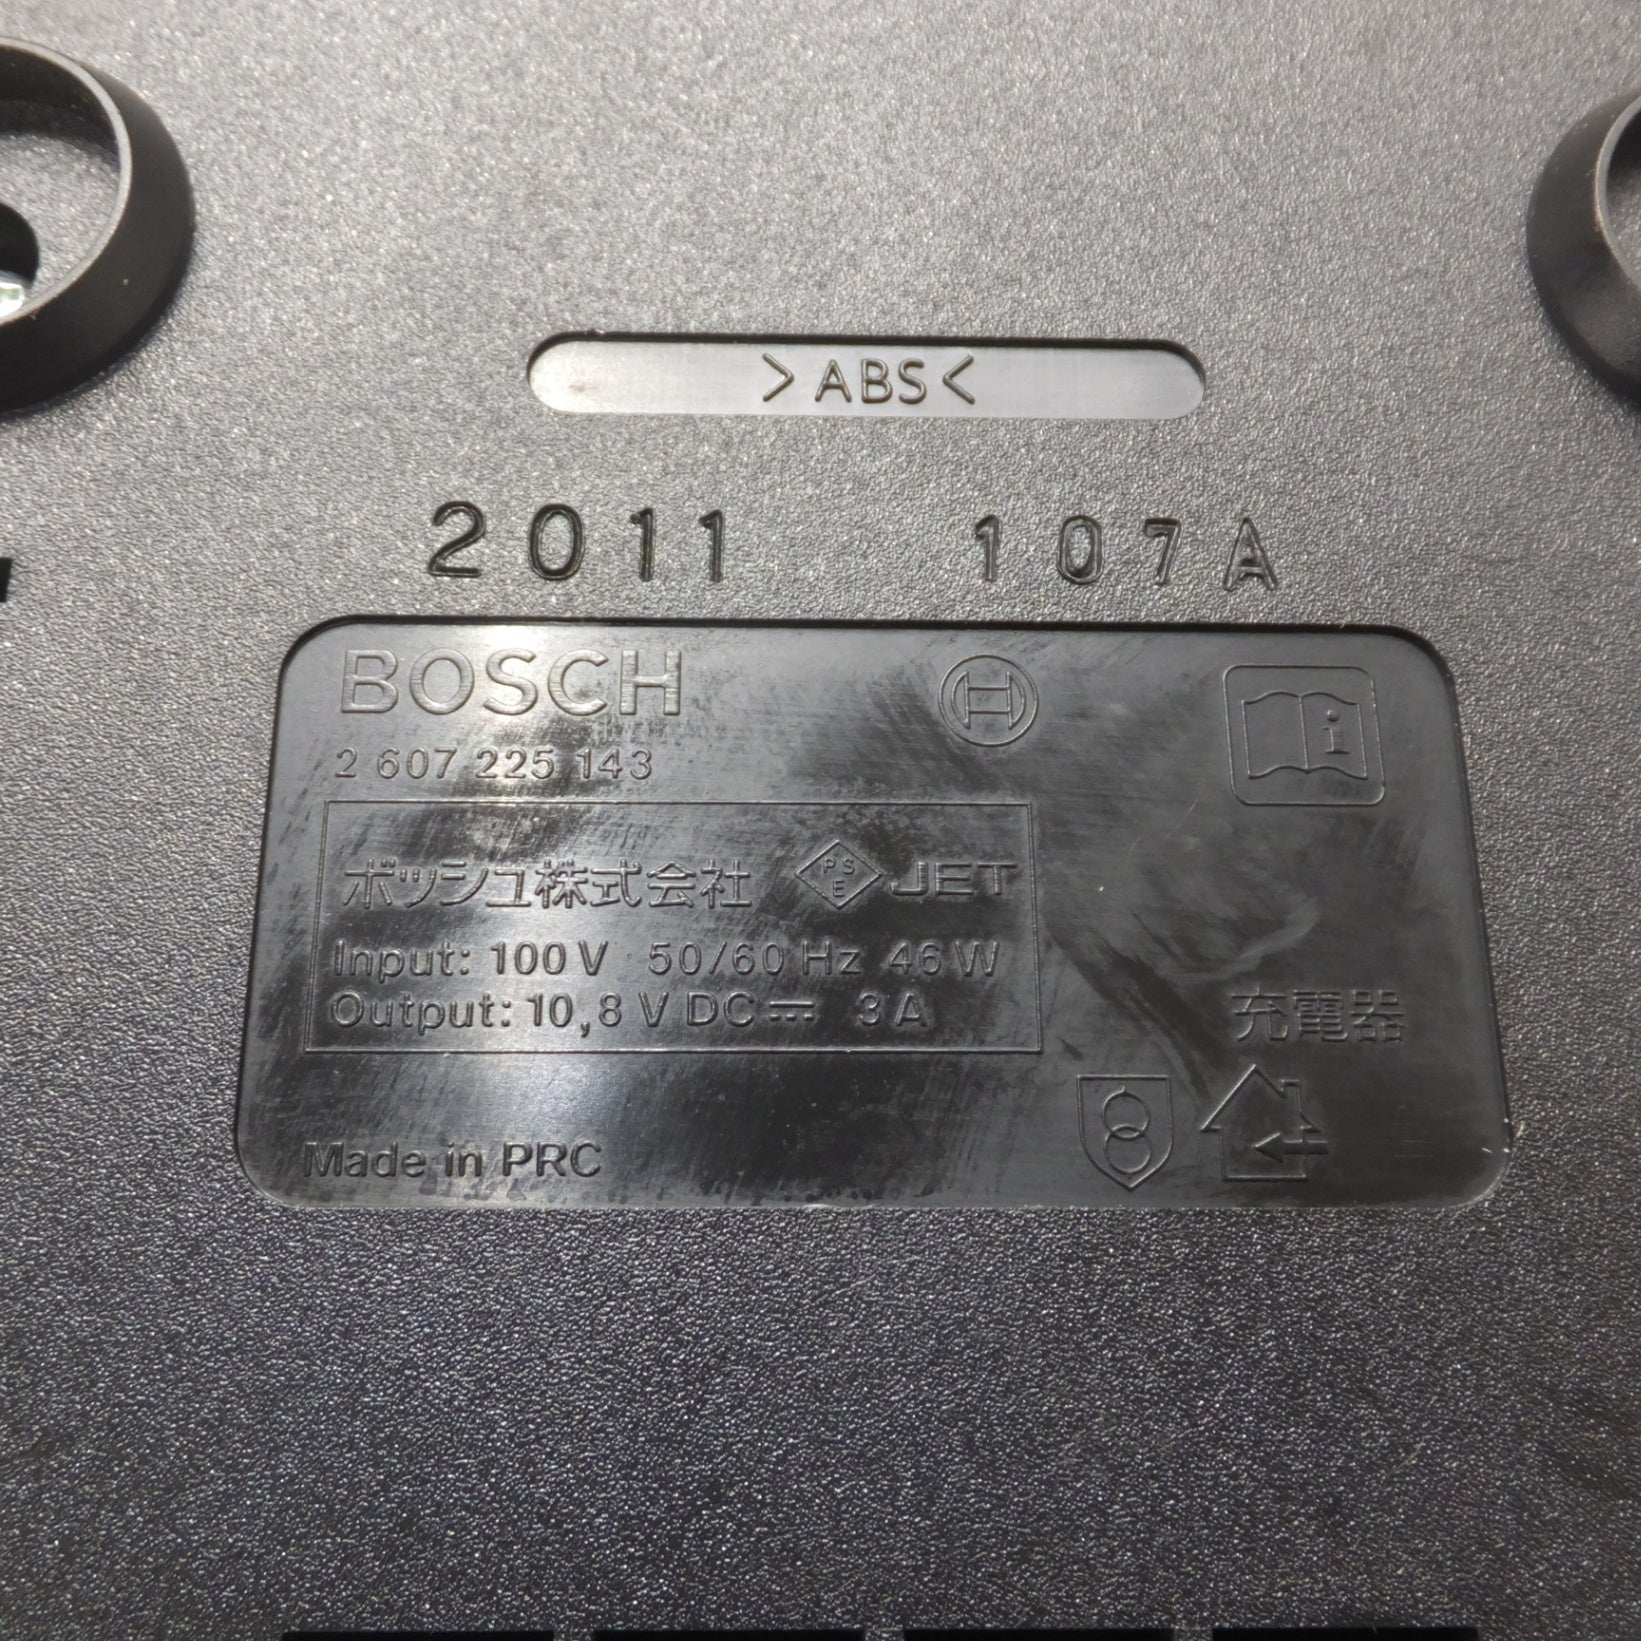 >ABS<
2011 107A
BOSCH
2 607 225 143
ボッシュ株式会社 PSE JET
Input: 100 V 50/60 Hz 46 W
Output: 10,8 V DC ⎓ 3 A
充電器
Made in PRC